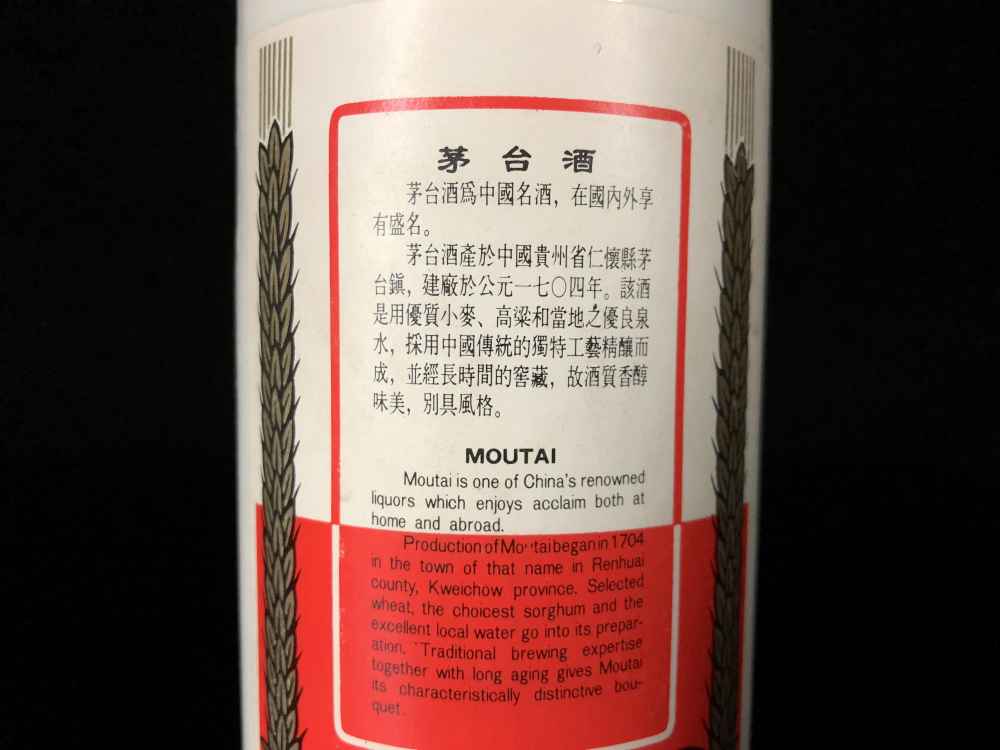 茅台酒
茅台酒爲中國名酒，在國內外享
有盛名。
茅台酒產於中國貴州省仁懷縣茅
台鎭，建廠於公元一七〇四年。該酒
是用優質小麥、高粱和當地之優良泉
水，採用中國傳統的獨特工藝精釀而
成，並經長時間的窖藏，故酒質香醇
味美，別具風格。
MOUTAI
Moutai is one of China's renowned
liquors which enjoys acclaim both at
home and abroad.
Production of Moutai began in 1704
in the town of that name in Renhuai
county, Kweichow province. Selected
wheat, the choicest sorghum and the
excellent local water go into its prepar-
ation. Traditional brewing expertise
together with long aging gives Moutai
its characteristically distinctive bou-
quet.